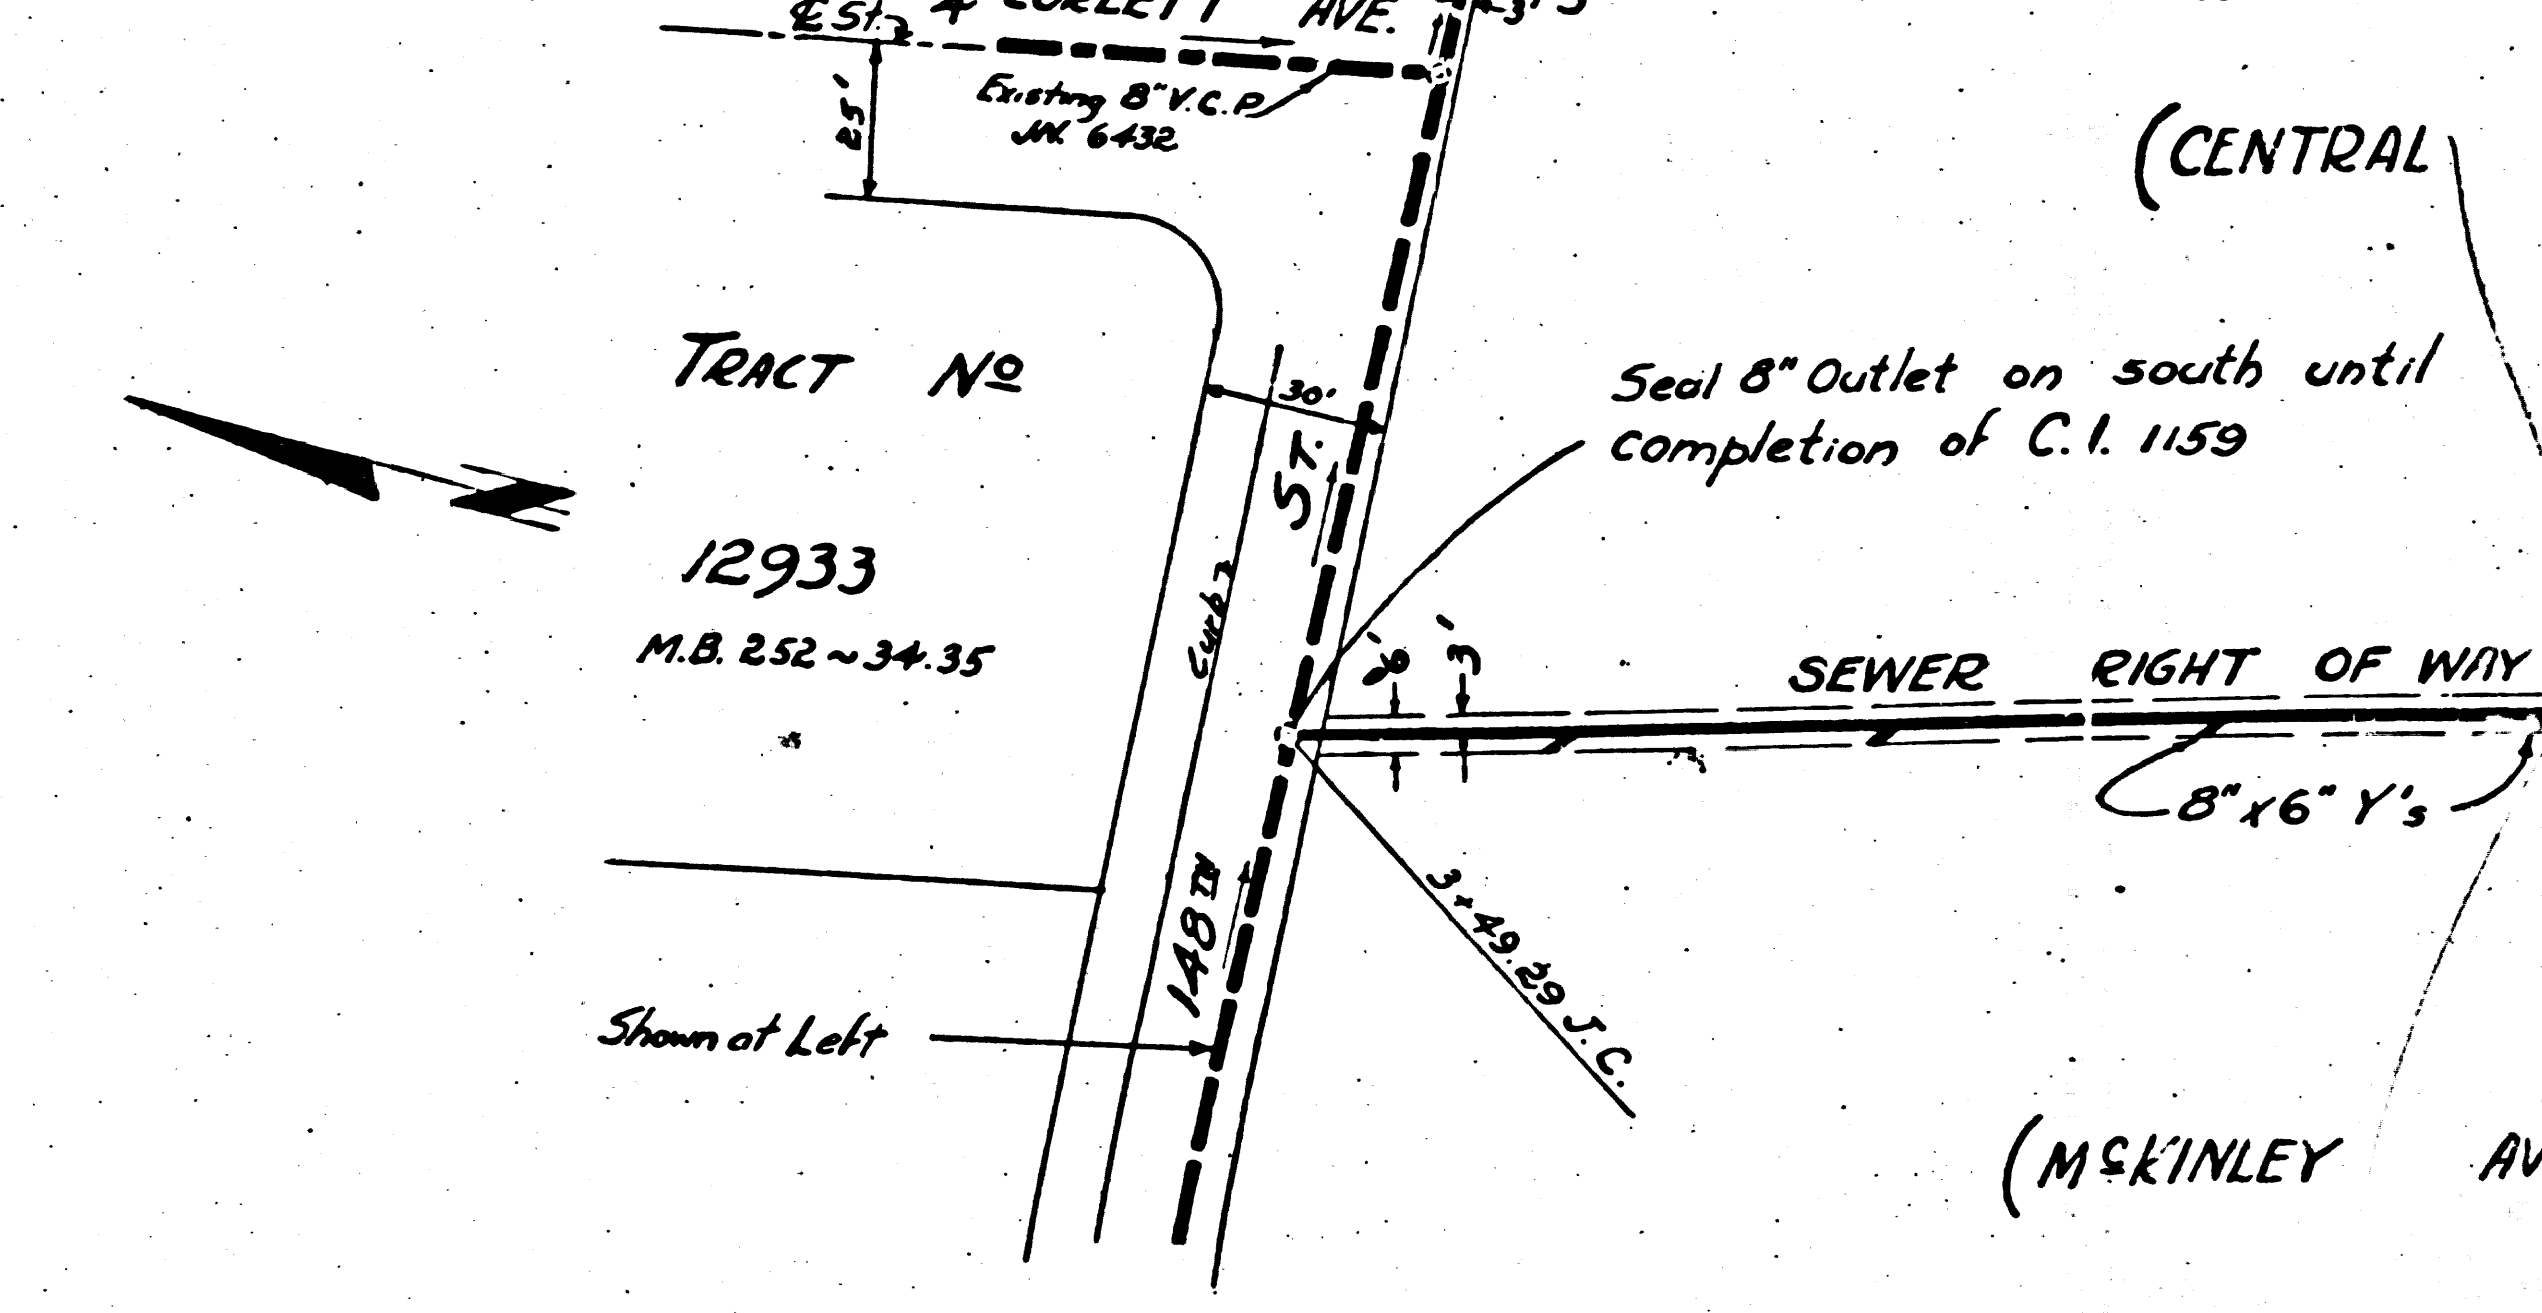 ℄ St. & CORLETT AVE.
3'
25'
Existing 8" V.C.P.
J.N. 6432
(CENTRAL
TRACT Nº
30'
Seal 8" Outlet on south until
completion of C.I. 1159
ST.
12933
Curb
M.B. 252 ~ 34.35
6' 3'
SEWER RIGHT OF WAY
8" x 6" Y's
148TH
3+49.29 J.C.
Shown at Left
(McKINLEY AV